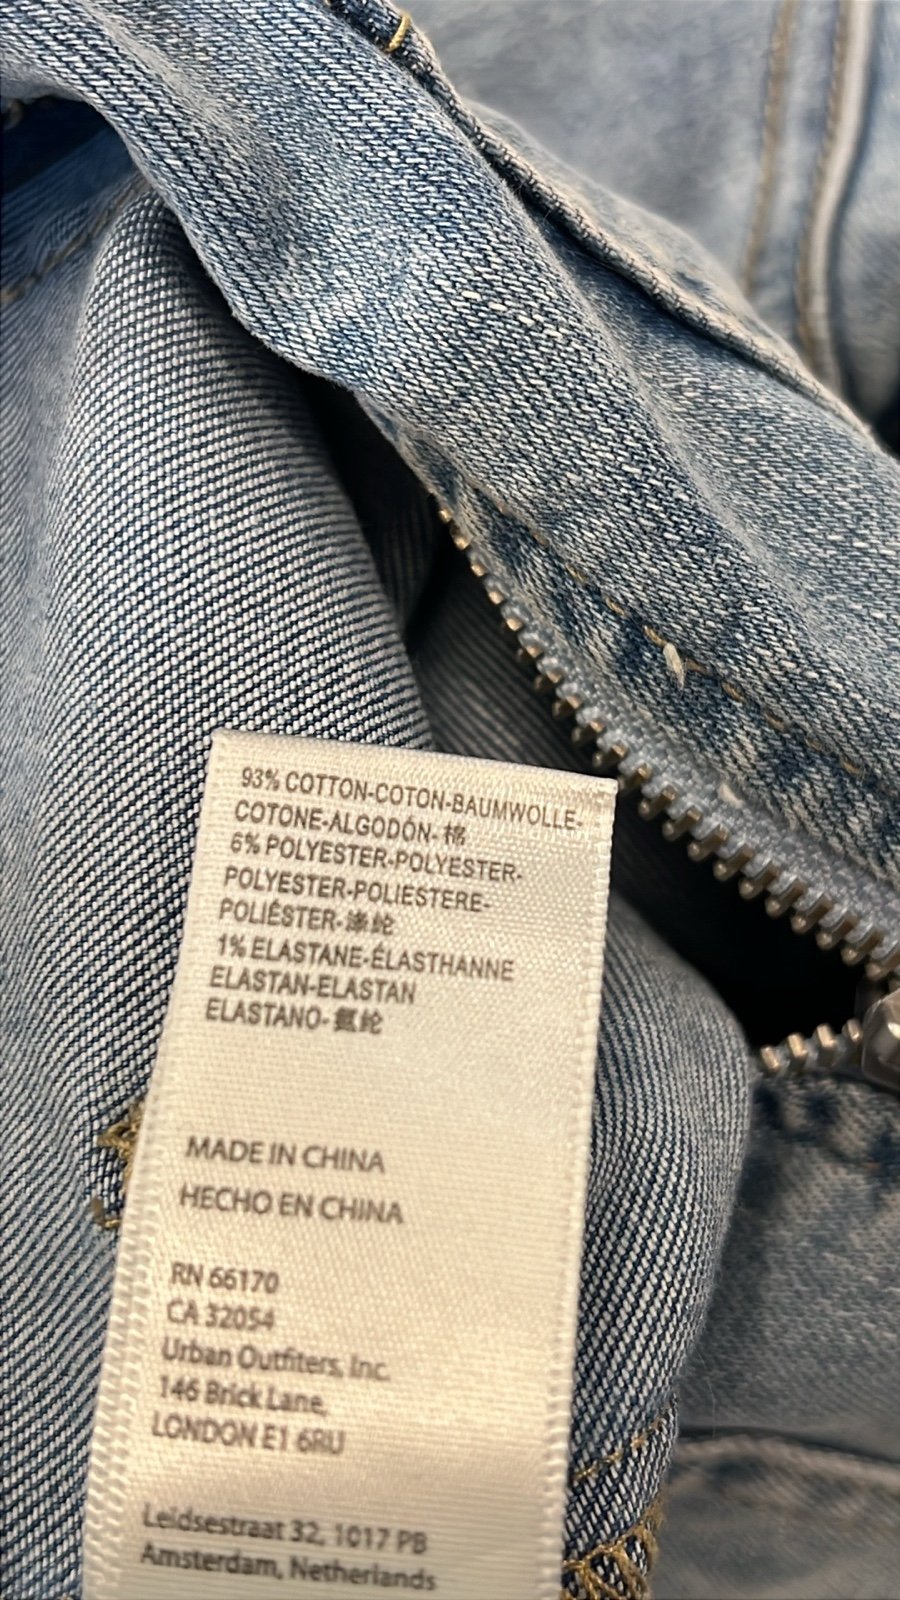 93% COTTON-COTON-BAUMWOLLE-
COTONE-ALGODÓN- 棉
6% POLYESTER-POLYESTER-
POLYESTER-POLIESTERE-
POLIÉSTER-涤纶
1% ELASTANE-ÉLASTHANNE
ELASTAN-ELASTAN
ELASTANO- 氨纶
MADE IN CHINA
HECHO EN CHINA
RN 66170
CA 32054
Urban Outfiters, Inc.
146 Brick Lane,
LONDON E1 6RU
Leidsestraat 32, 1017 PB
Amsterdam, Netherlands